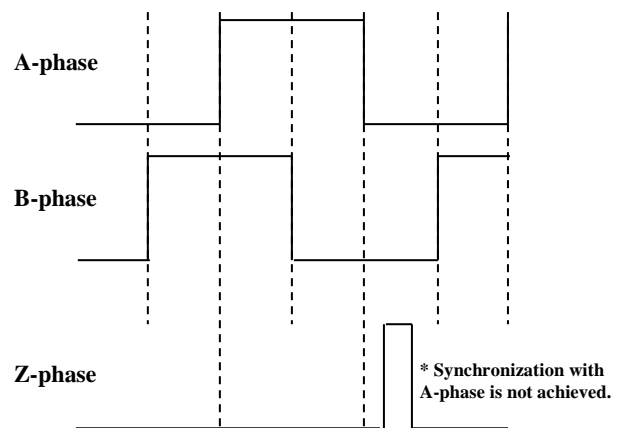 A-phase
B-phase
Z-phase
* Synchronization with
A-phase is not achieved.